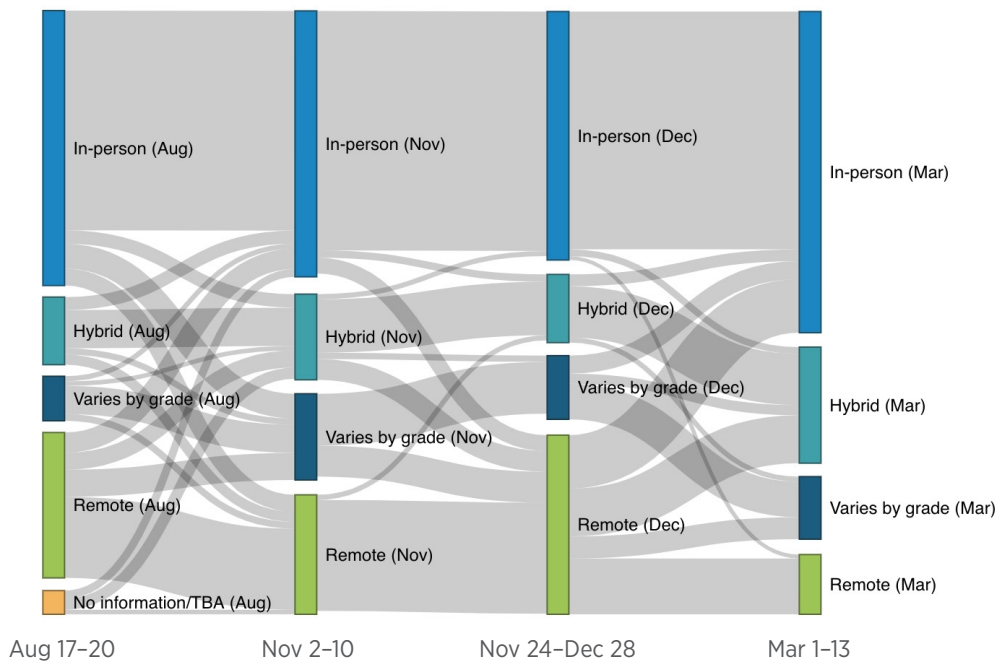 In-person (Aug)
Hybrid (Aug)
Varies by grade (Aug)
Remote (Aug)
No information/TBA (Aug)
In-person (Nov)
Hybrid (Nov)
Varies by grade (Nov)
Remote (Nov)
In-person (Dec)
Hybrid (Dec)
Varies by grade (Dec)
Remote (Dec)
In-person (Mar)
Hybrid (Mar)
Varies by grade (Mar)
Remote (Mar)
Aug 17–20
Nov 2–10
Nov 24–Dec 28
Mar 1–13